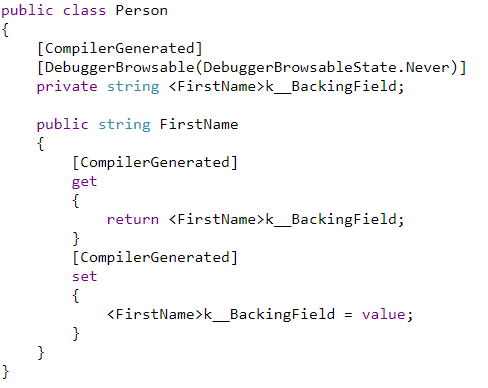 public class Person
{
    [CompilerGenerated]
    [DebuggerBrowsable(DebuggerBrowsableState.Never)]
    private string <FirstName>k__BackingField;

    public string FirstName
    {
        [CompilerGenerated]
        get
        {
            return <FirstName>k__BackingField;
        }
        [CompilerGenerated]
        set
        {
            <FirstName>k__BackingField = value;
        }
    }
}